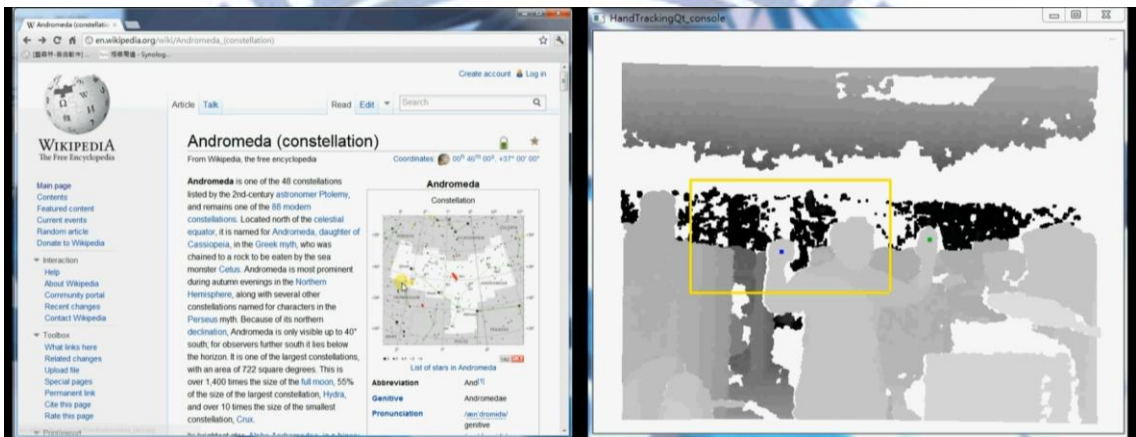 W Andromeda (constellatio
en.wikipedia.org/wiki/Andromeda_(constellation)
Synolog...
Create account Log in
Article Talk Read Edit Search
WIKIPEDIA
The Free Encyclopedia
Andromeda (constellation)
From Wikipedia, the free encyclopedia
Coordinates:
Main page
Contents
Featured content
Current events
Random article
Donate to Wikipedia
Interaction
Help
About Wikipedia
Community portal
Recent changes
Contact Wikipedia
Toolbox
What links here
Related changes
Upload file
Special pages
Permanent link
Cite this page
Rate this page
Print/export
Andromeda is one of the 48 constellations
listed by the 2nd-century astronomer Ptolemy,
and remains one of the 88 modern
constellations. Located north of the celestial
equator, it is named for Andromeda, daughter of
Cassiopeia, in the Greek myth, who was
chained to a rock to be eaten by the sea
monster Cetus. Andromeda is most prominent
during autumn evenings in the Northern
Hemisphere, along with several other
constellations named for characters in the
Perseus myth. Because of its northern
declination, Andromeda is only visible up to 40°
south; for observers further south it lies below
the horizon. It is one of the largest constellations,
with an area of 722 square degrees. This is
over 1,400 times the size of the full moon, 55%
of the size of the largest constellation, Hydra,
and over 10 times the size of the smallest
constellation, Crux.
Andromeda
Constellation
List of stars in Andromeda
Abbreviation And[1]
Genitive Andromedae
Pronunciation
genitive
HandTrackingQt_console